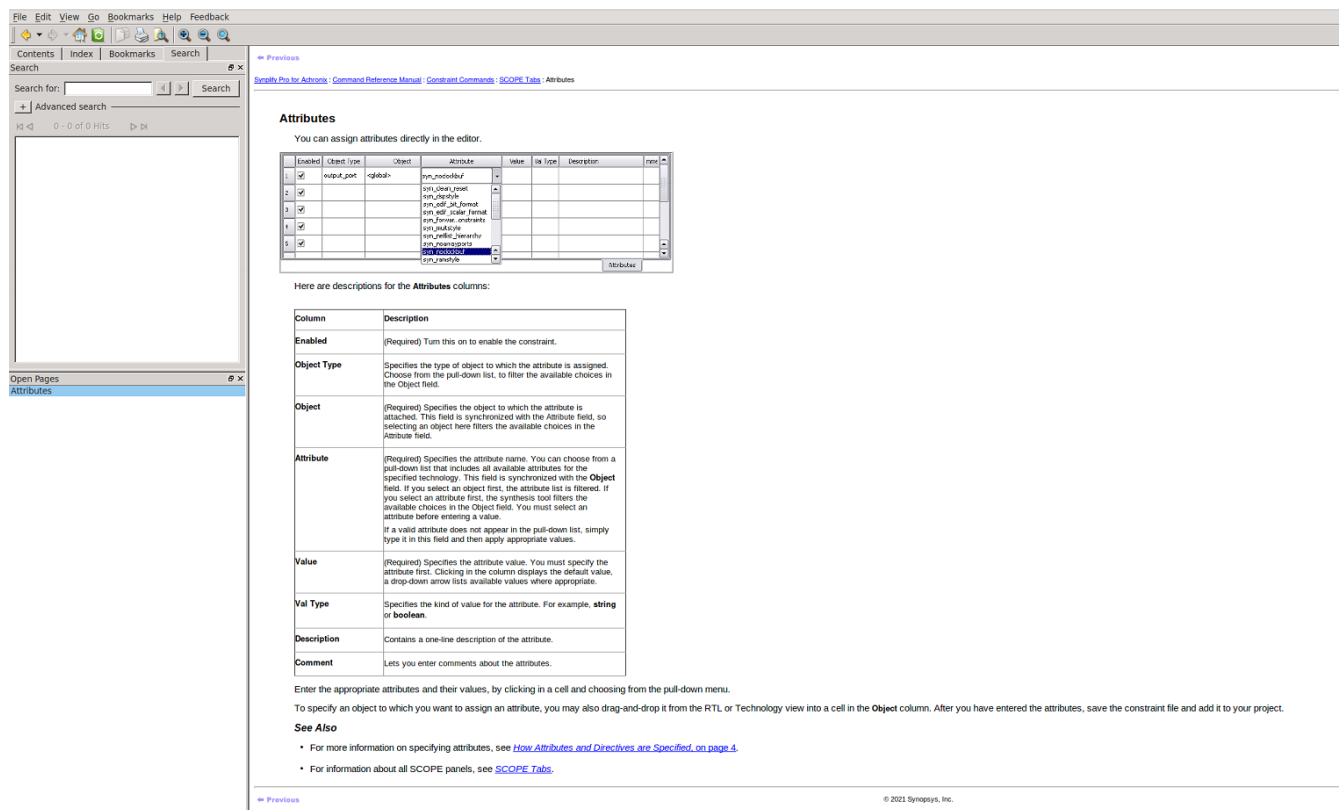 File Edit View Go Bookmarks Help Feedback
Contents Index Bookmarks Search
Search
Search for: Search
+ Advanced search
0 - 0 of 0 Hits
Open Pages
Attributes
Previous
Synplify Pro for Achronix : Command Reference Manual : Constraint Commands : SCOPE Tabs : Attributes
Attributes
You can assign attributes directly in the editor.
Enabled Object Type Object Attribute Value Val Type Description
1 output_port <global> syn_noclockbuf
2 syn_clean_reset
syn_dspstyle
syn_edif_bit_format
3 syn_edif_scalar_format
syn_forwar...onstraints
4 syn_multstyle
syn_netlist_hierarchy
5 syn_noarrayports
syn_noclockbuf
syn_ramstyle
Attributes
Here are descriptions for the Attributes columns:
Column Description
Enabled (Required) Turn this on to enable the constraint.
Object Type Specifies the type of object to which the attribute is assigned.
Choose from the pull-down list, to filter the available choices in
the Object field.
Object (Required) Specifies the object to which the attribute is
attached. This field is synchronized with the Attribute field, so
selecting an object here filters the available choices in the
Attribute field.
Attribute (Required) Specifies the attribute name. You can choose from a
pull-down list that includes all available attributes for the
specified technology. This field is synchronized with the Object
field. If you select an object first, the attribute list is filtered. If
you select an attribute first, the synthesis tool filters the
available choices in the Object field. You must select an
attribute before entering a value.
If a valid attribute does not appear in the pull-down list, simply
type it in this field and then apply appropriate values.
Value (Required) Specifies the attribute value. You must specify the
attribute first. Clicking in the column displays the default value,
a drop-down arrow lists available values where appropriate.
Val Type Specifies the kind of value for the attribute. For example, string
or boolean.
Description Contains a one-line description of the attribute.
Comment Lets you enter comments about the attributes.
Enter the appropriate attributes and their values, by clicking in a cell and choosing from the pull-down menu.
To specify an object to which you want to assign an attribute, you may also drag-and-drop it from the RTL or Technology view into a cell in the Object column. After you have entered the attributes, save the constraint file and add it to your project.
See Also
• For more information on specifying attributes, see How Attributes and Directives are Specified, on page 4.
• For information about all SCOPE panels, see SCOPE Tabs.
Previous
© 2021 Synopsys, Inc.